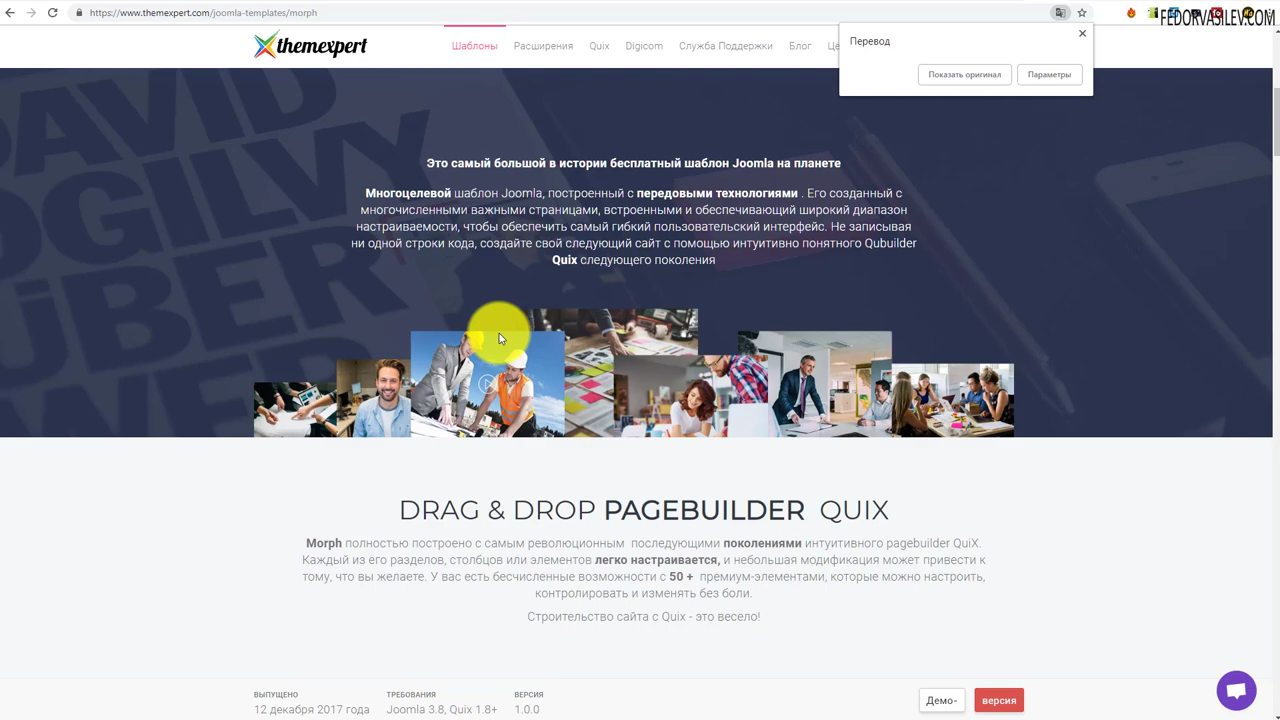 https://www.themexpert.com/joomla-templates/morph
FEDORVASILEV.COM
themexpert
Шаблоны Расширения Quix Digicom Служба Поддержки Блог Це
Перевод
Показать оригинал Параметры
Это самый большой в истории бесплатный шаблон Joomla на планете
Многоцелевой шаблон Joomla, построенный с передовыми технологиями . Его созданный с
многочисленными важными страницами, встроенными и обеспечивающий широкий диапазон
настраиваемости, чтобы обеспечить самый гибкий пользовательский интерфейс. Не записывая
ни одной строки кода, создайте свой следующий сайт с помощью интуитивно понятного Qubuilder
Quix следующего поколения
DAVID
OGILVY
DRAG & DROP PAGEBUILDER QUIX
Morph полностью построено с самым революционным последующими поколениями интуитивного pagebuilder QuiX.
Каждый из его разделов, столбцов или элементов легко настраивается, и небольшая модификация может привести к
тому, что вы желаете. У вас есть бесчисленные возможности с 50 + премиум-элементами, которые можно настроить,
контролировать и изменять без боли.
Строительство сайта с Quix - это весело!
ВЫПУЩЕНО ТРЕБОВАНИЯ ВЕРСИЯ
12 декабря 2017 года Joomla 3.8, Quix 1.8+ 1.0.0
Демо- версия